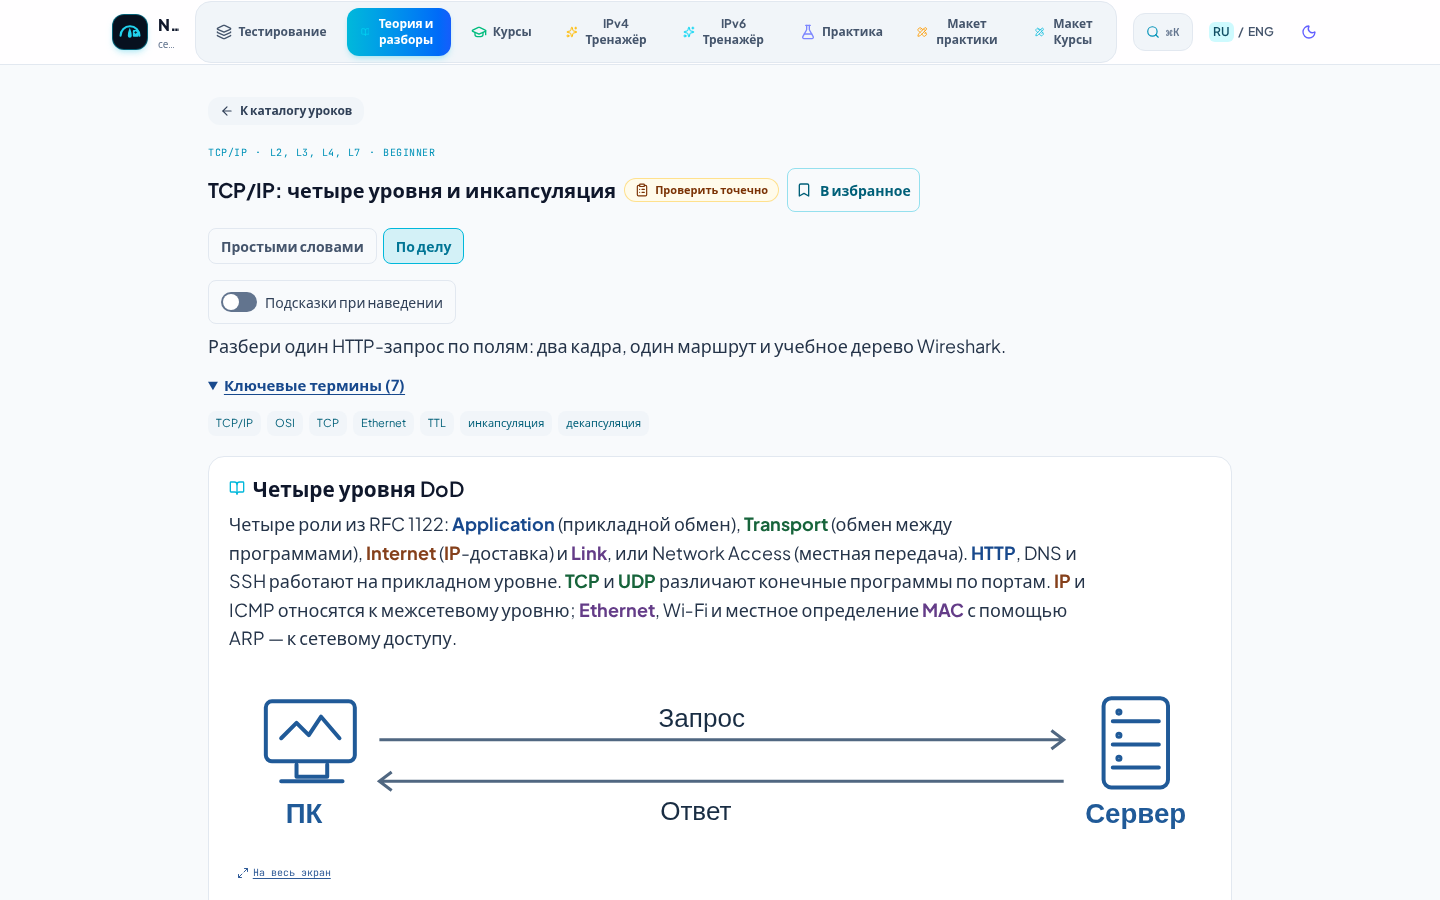 N..
се...
Тестирование
Теория и
разборы
Курсы
IPv4
Тренажёр
IPv6
Тренажёр
Практика
Макет
практики
Макет
Курсы
⌘K
RU / ENG
К каталогу уроков
TCP/IP · L2, L3, L4, L7 · BEGINNER
TCP/IP: четыре уровня и инкапсуляция
Проверить точечно
В избранное
Простыми словами
По делу
Подсказки при наведении
Разбери один HTTP-запрос по полям: два кадра, один маршрут и учебное дерево Wireshark.
▼ Ключевые термины (7)
TCP/IP OSI TCP Ethernet TTL инкапсуляция декапсуляция
Четыре уровня DoD
Четыре роли из RFC 1122: Application (прикладной обмен), Transport (обмен между
программами), Internet (IP-доставка) и Link, или Network Access (местная передача). HTTP, DNS и
SSH работают на прикладном уровне. TCP и UDP различают конечные программы по портам. IP и
ICMP относятся к межсетевому уровню; Ethernet, Wi-Fi и местное определение MAC с помощью
ARP — к сетевому доступу.
Запрос
Ответ
ПК
Сервер
На весь экран